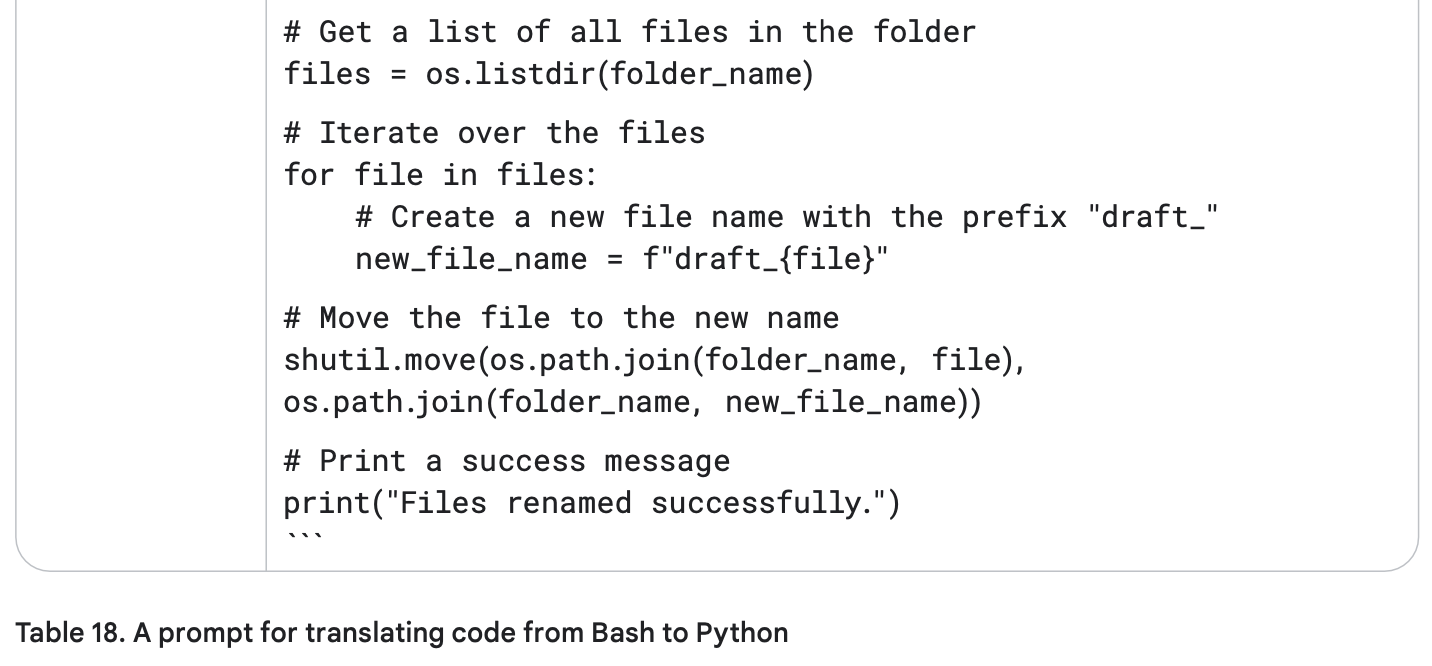 # Get a list of all files in the folder
files = os.listdir(folder_name)
# Iterate over the files
for file in files:
    # Create a new file name with the prefix "draft_"
    new_file_name = f"draft_{file}"
# Move the file to the new name
shutil.move(os.path.join(folder_name, file),
os.path.join(folder_name, new_file_name))
# Print a success message
print("Files renamed successfully.")
```
Table 18. A prompt for translating code from Bash to Python